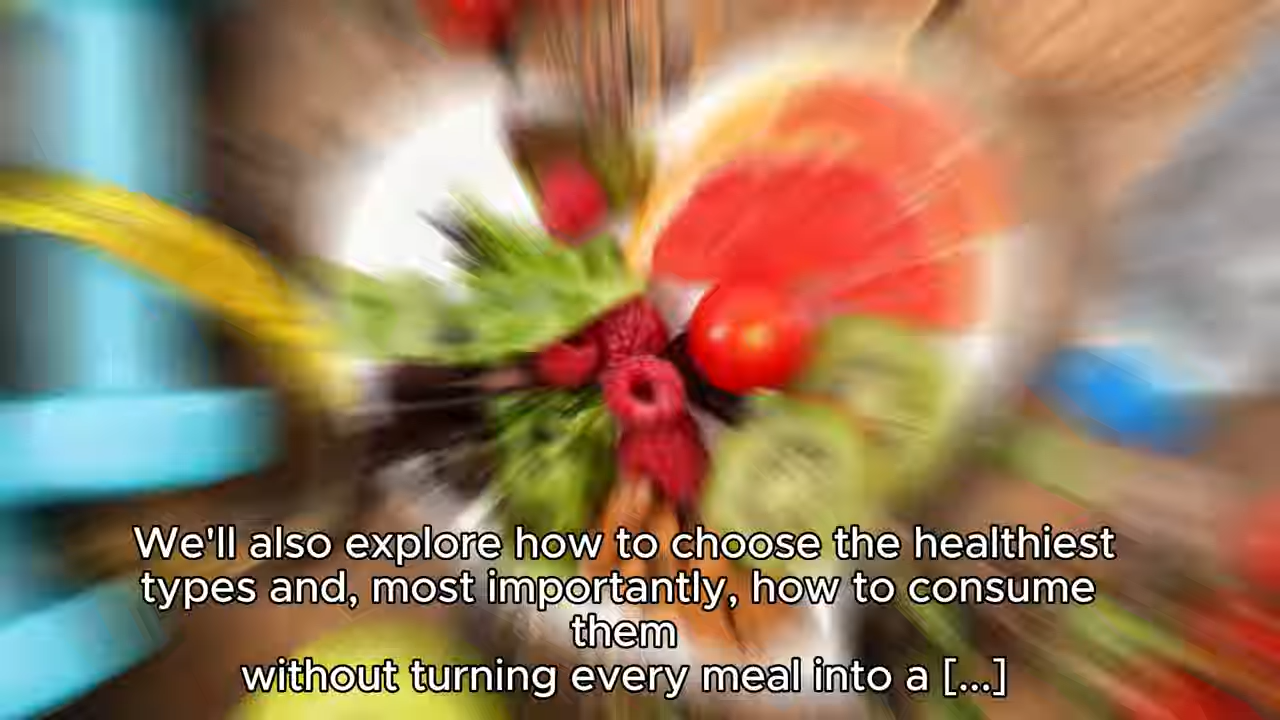 We'll also explore how to choose the healthiest
types and, most importantly, how to consume
them
without turning every meal into a [...]